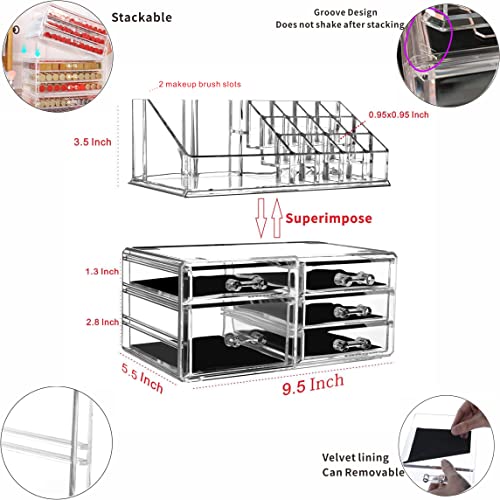 Stackable
Groove Design
Does not shake after stacking
2 makeup brush slots
0.95x0.95 Inch
3.5 Inch
Superimpose
1.3 Inch
2.8 Inch
5.5 Inch
9.5 Inch
Velvet lining
Can Removable